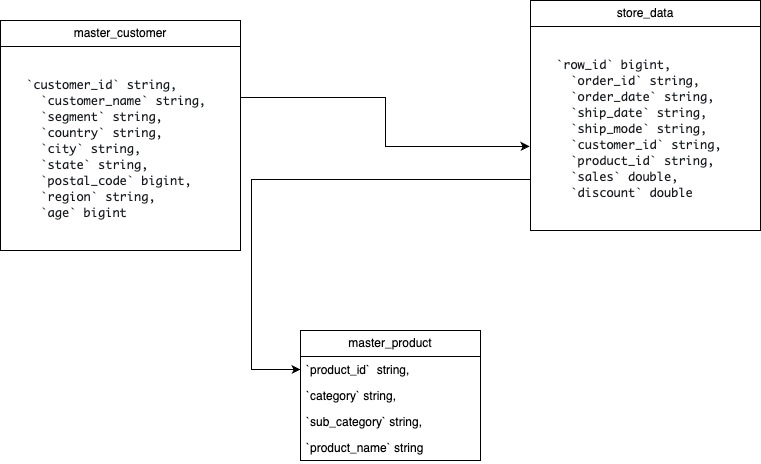 master_customer
`customer_id` string,
`customer_name` string,
`segment` string,
`country` string,
`city` string,
`state` string,
`postal_code` bigint,
`region` string,
`age` bigint
store_data
`row_id` bigint,
`order_id` string,
`order_date` string,
`ship_date` string,
`ship_mode` string,
`customer_id` string,
`product_id` string,
`sales` double,
`discount` double
master_product
`product_id` string,
`category` string,
`sub_category` string,
`product_name` string